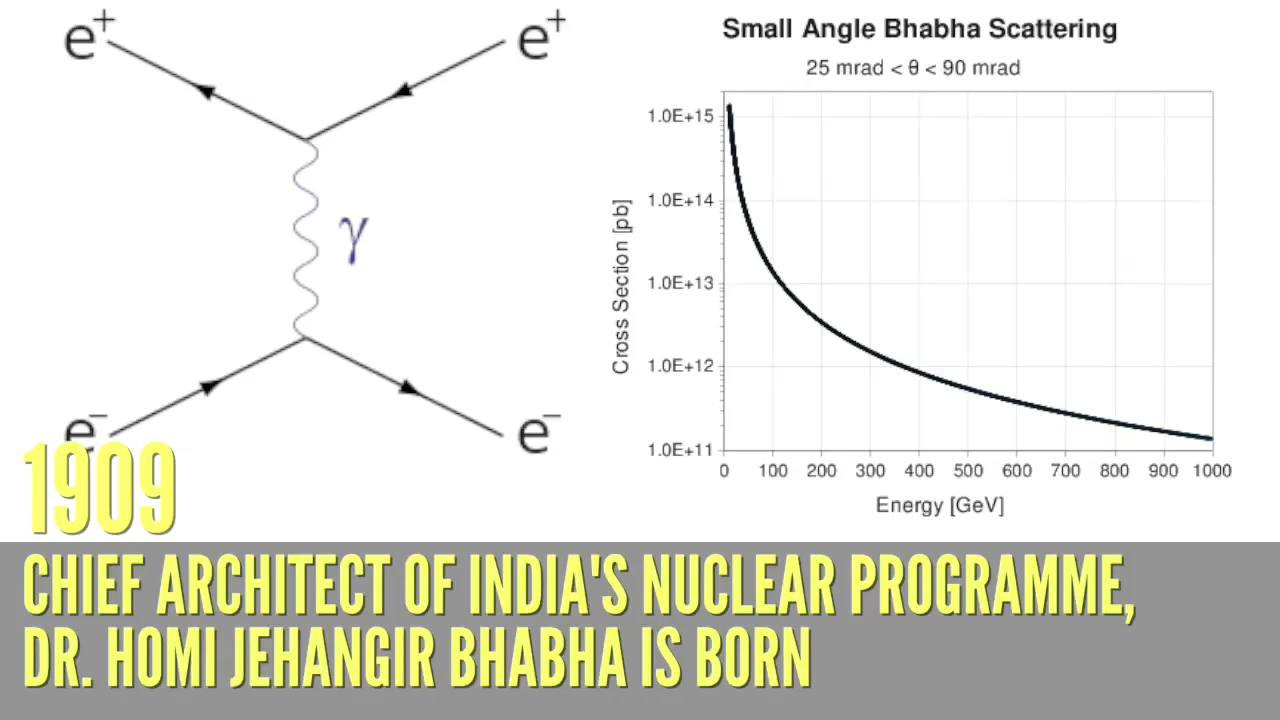 e⁺
e⁺
γ
e⁻
e⁻
Small Angle Bhabha Scattering
25 mrad < θ < 90 mrad
Cross Section [pb]
1.0E+15
1.0E+14
1.0E+13
1.0E+12
1.0E+11
0 100 200 300 400 500 600 700 800 900 1000
Energy [GeV]
1909
CHIEF ARCHITECT OF INDIA'S NUCLEAR PROGRAMME,
DR. HOMI JEHANGIR BHABHA IS BORN